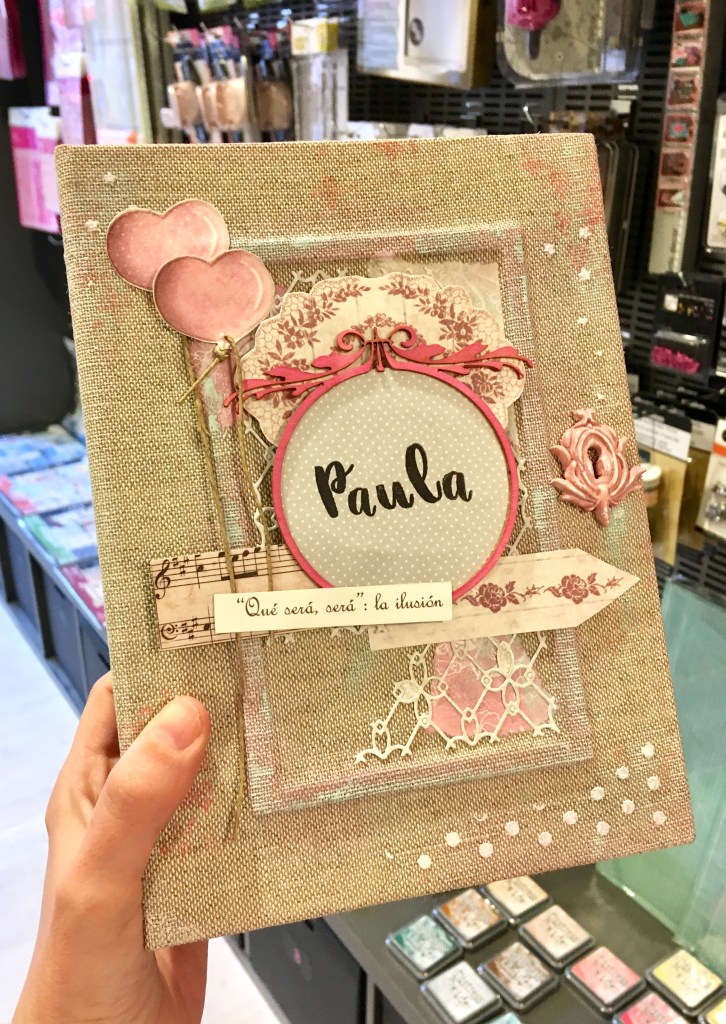 Paula
“Qué será, será”: la ilusión